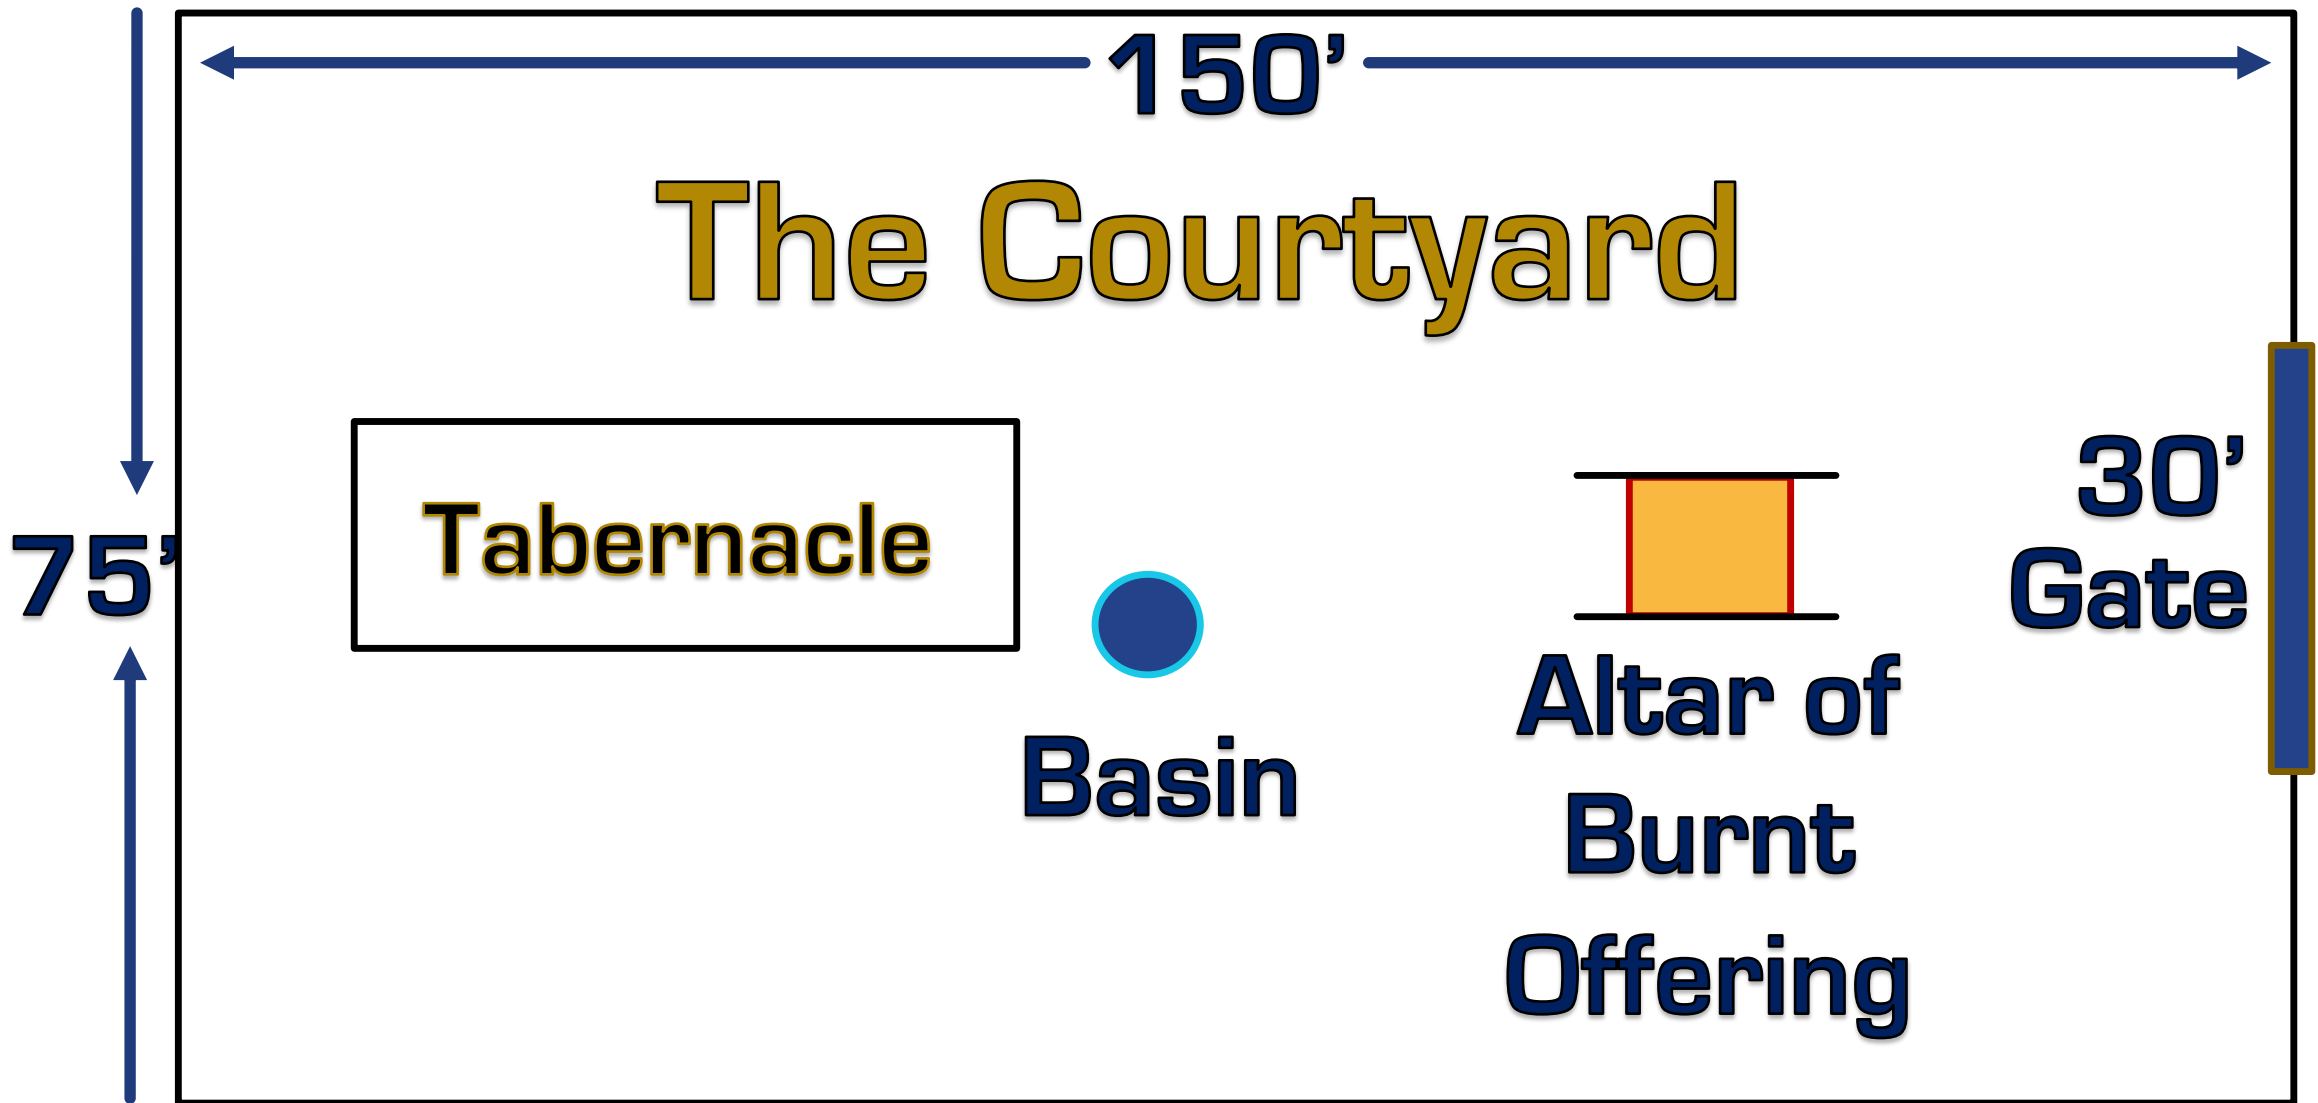 150’
The Courtyard
Tabernacle
75’
30’
Gate
Basin
Altar of
Burnt
Offering